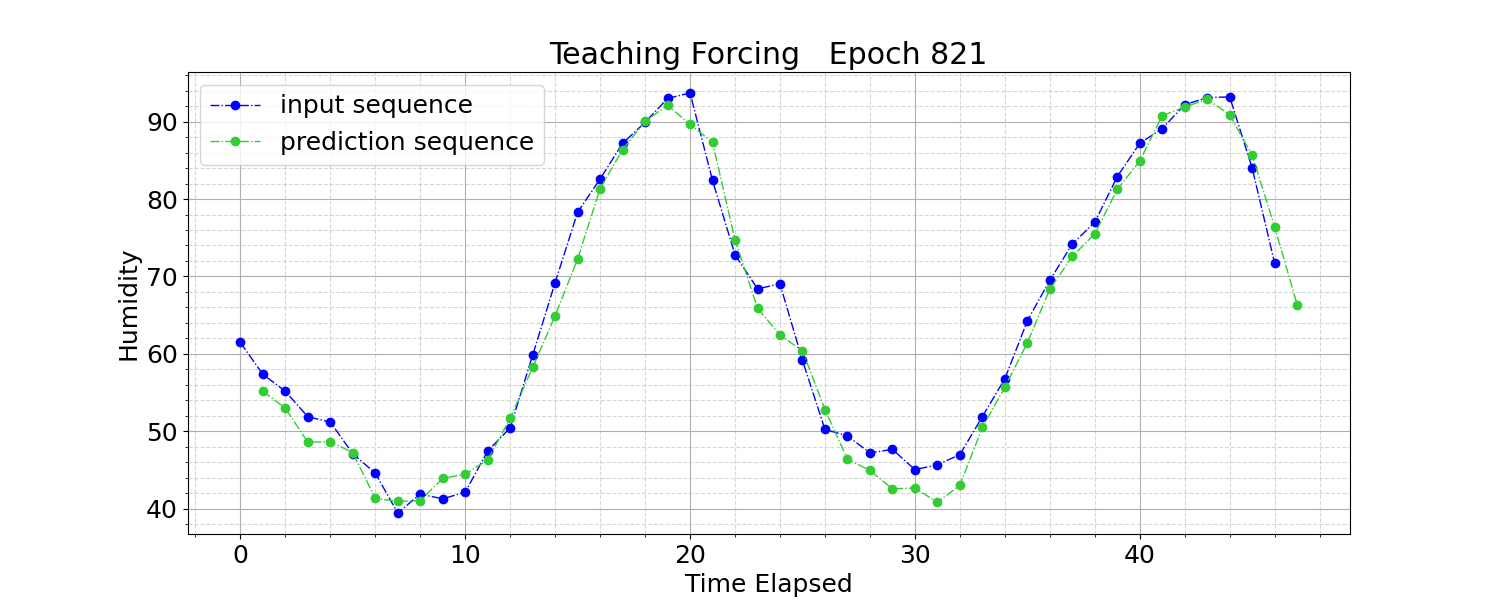 Teaching Forcing   Epoch 821
input sequence
prediction sequence
90
80
70
60
50
40
Humidity
0 10 20 30 40
Time Elapsed